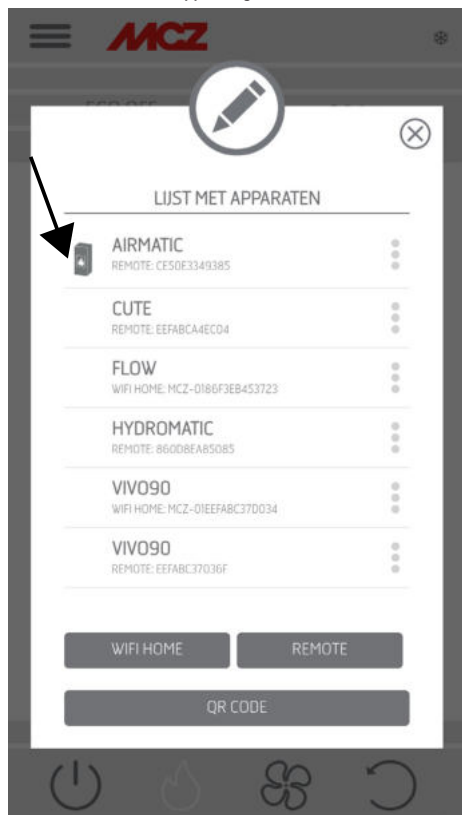 MCZ
LIJST MET APPARATEN
AIRMATIC
REMOTE: CE50E3349385
CUTE
REMOTE: EEFABCA4EC04
FLOW
WIFI HOME: MCZ-0186F3EB453723
HYDROMATIC
REMOTE: 860D8EA85085
VIVO90
WIFI HOME: MCZ-01EEFABC37D034
VIVO90
REMOTE: EEFABC37036F
WIFI HOME
REMOTE
QR CODE